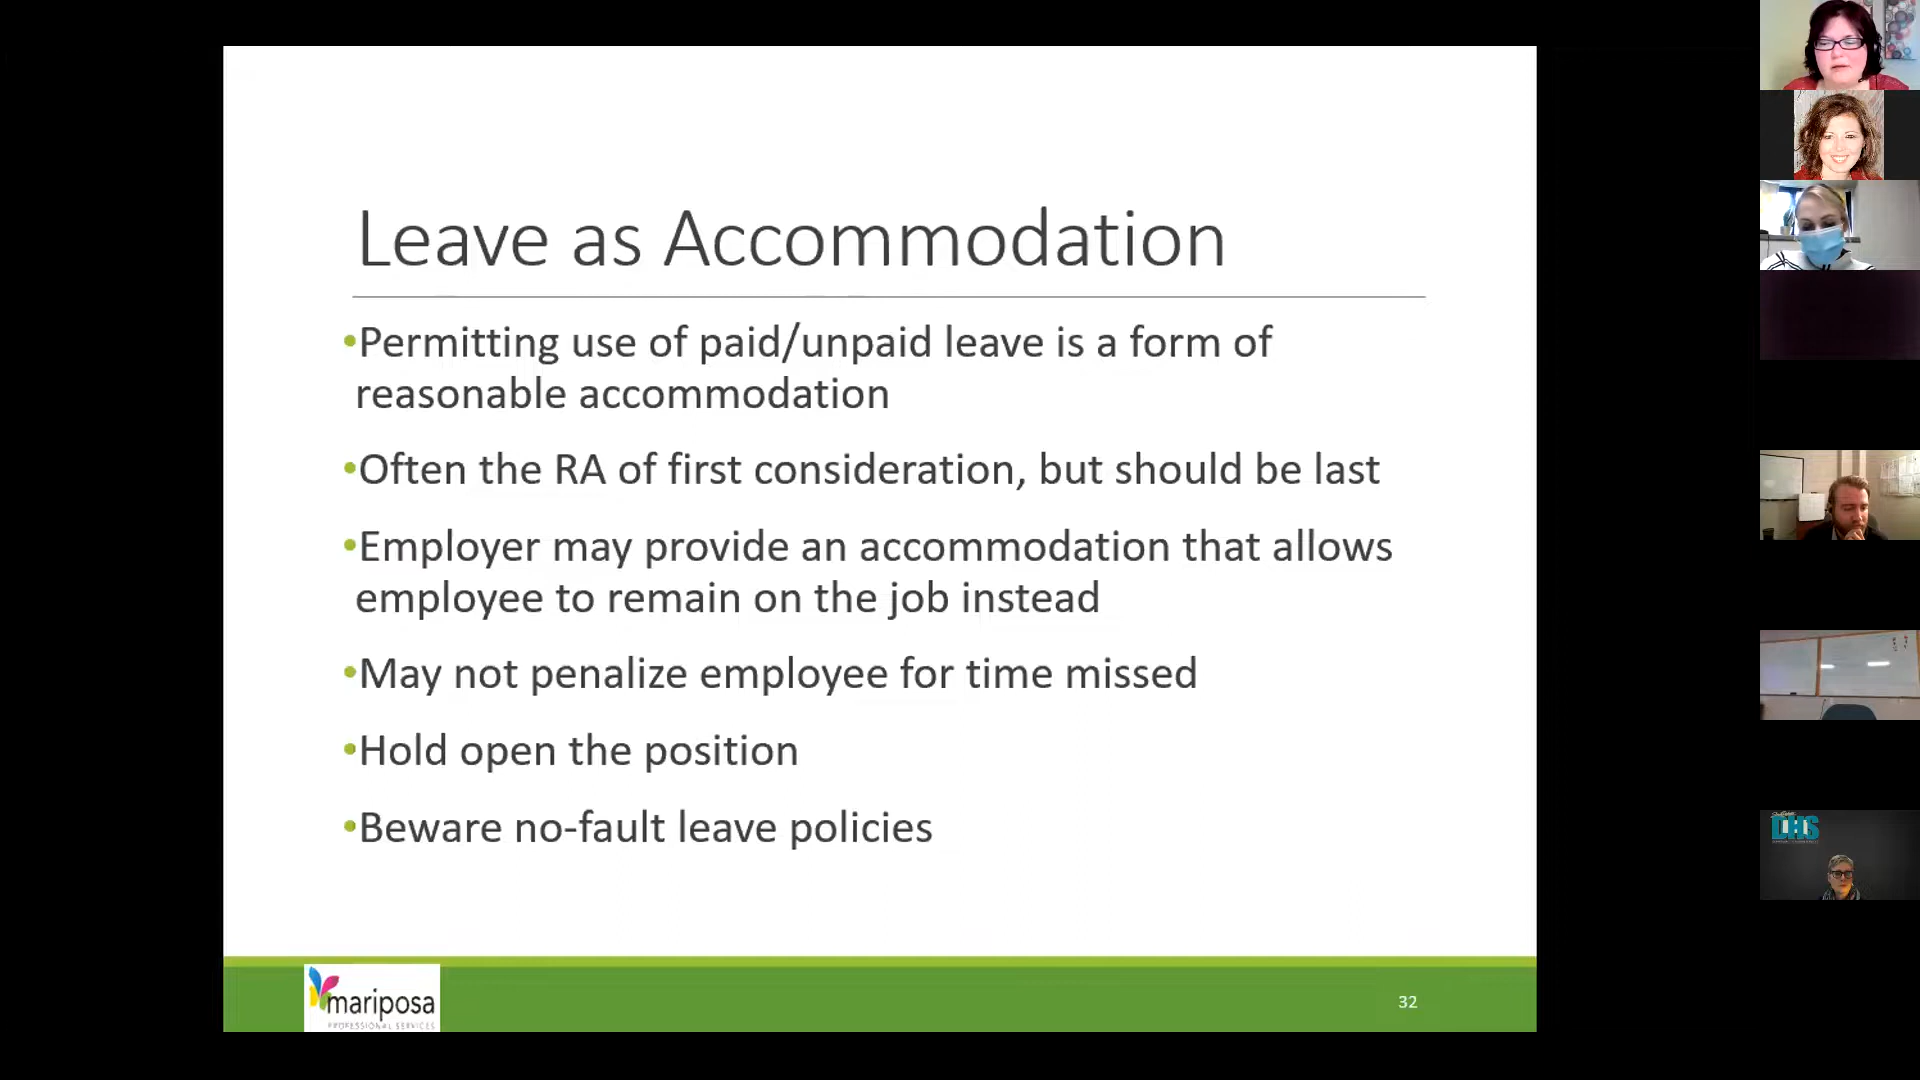 Leave as Accommodation
•Permitting use of paid/unpaid leave is a form of
reasonable accommodation
•Often the RA of first consideration, but should be last
•Employer may provide an accommodation that allows
employee to remain on the job instead
•May not penalize employee for time missed
•Hold open the position
•Beware no-fault leave policies
mariposa
PROFESSIONAL SERVICES
32
DHS